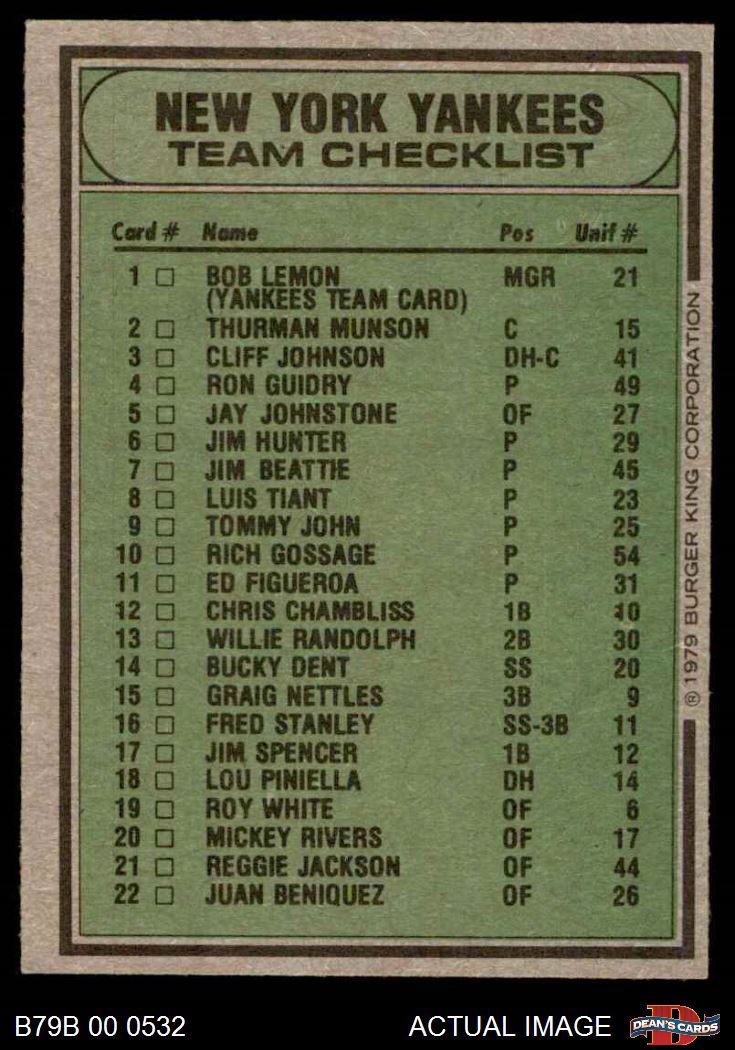 NEW YORK YANKEES
TEAM CHECKLIST
Card # Name Pos Unif #
1 □ BOB LEMON MGR 21
(YANKEES TEAM CARD)
2 □ THURMAN MUNSON C 15
3 □ CLIFF JOHNSON DH-C 41
4 □ RON GUIDRY P 49
5 □ JAY JOHNSTONE OF 27
6 □ JIM HUNTER P 29
7 □ JIM BEATTIE P 45
8 □ LUIS TIANT P 23
9 □ TOMMY JOHN P 25
10 □ RICH GOSSAGE P 54
11 □ ED FIGUEROA P 31
12 □ CHRIS CHAMBLISS 1B 10
13 □ WILLIE RANDOLPH 2B 30
14 □ BUCKY DENT SS 20
15 □ GRAIG NETTLES 3B 9
16 □ FRED STANLEY SS-3B 11
17 □ JIM SPENCER 1B 12
18 □ LOU PINIELLA DH 14
19 □ ROY WHITE OF 6
20 □ MICKEY RIVERS OF 17
21 □ REGGIE JACKSON OF 44
22 □ JUAN BENIQUEZ OF 26
® 1979 BURGER KING CORPORATION
B79B 00 0532 ACTUAL IMAGE
D
DEAN'S CARDS